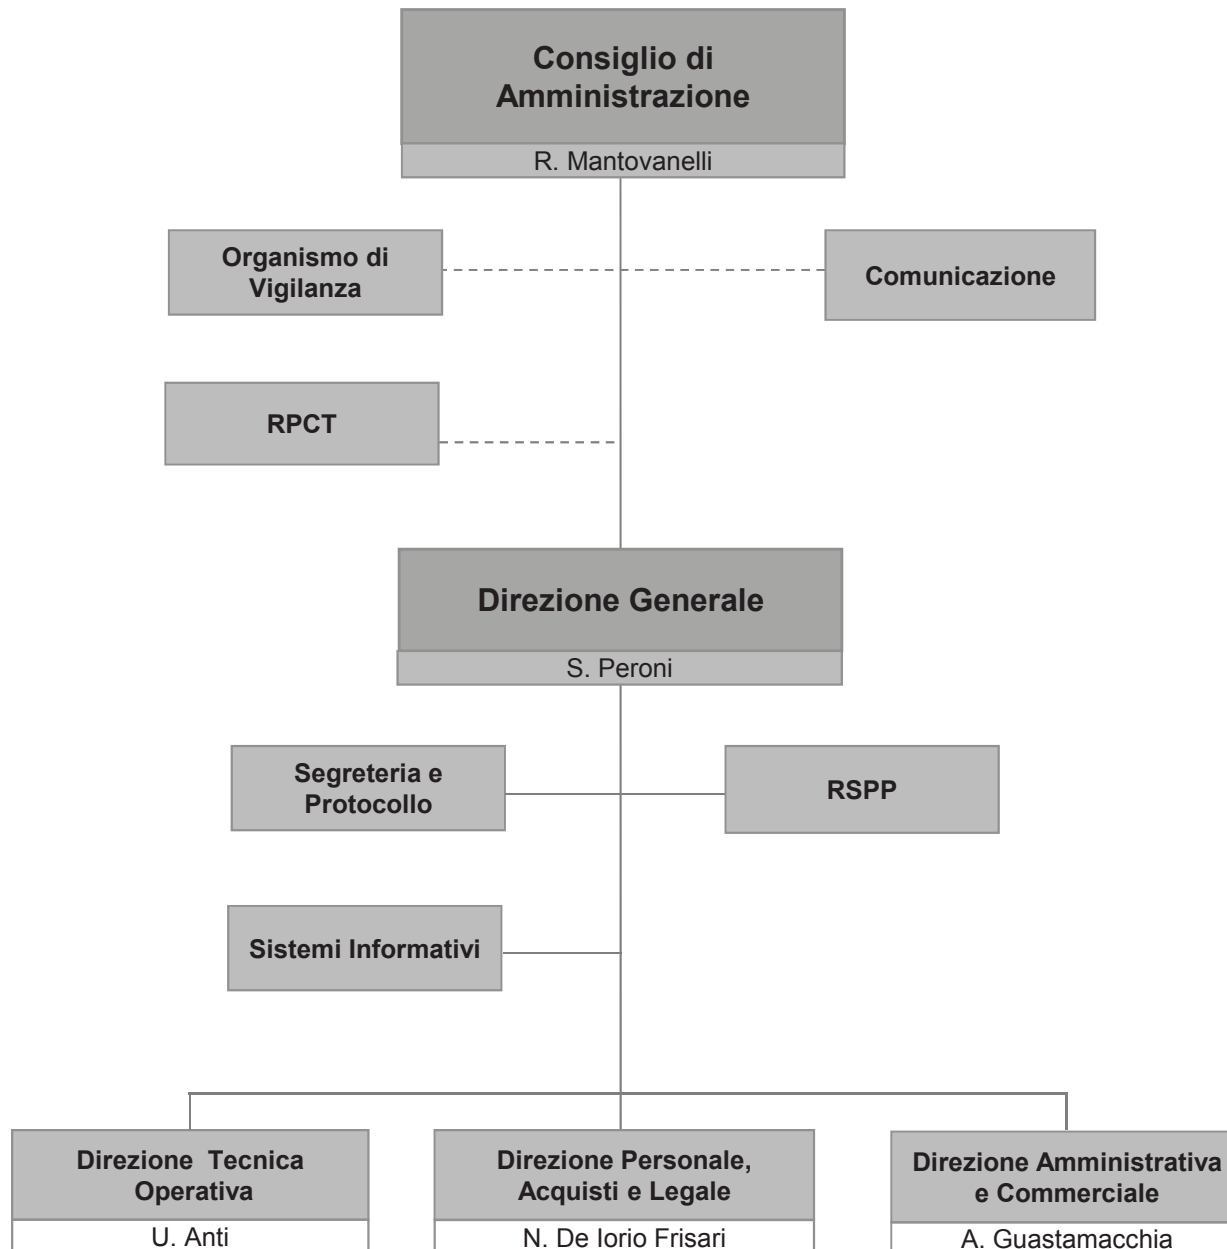 Consiglio di
Amministrazione
R. Mantovanelli
Organismo di
Vigilanza
Comunicazione
RPCT
Direzione Generale
S. Peroni
Segreteria e
Protocollo
RSPP
Sistemi Informativi
Direzione Tecnica
Operativa
U. Anti
Direzione Personale,
Acquisti e Legale
N. De Iorio Frisari
Direzione Amministrativa
e Commerciale
A. Guastamacchia